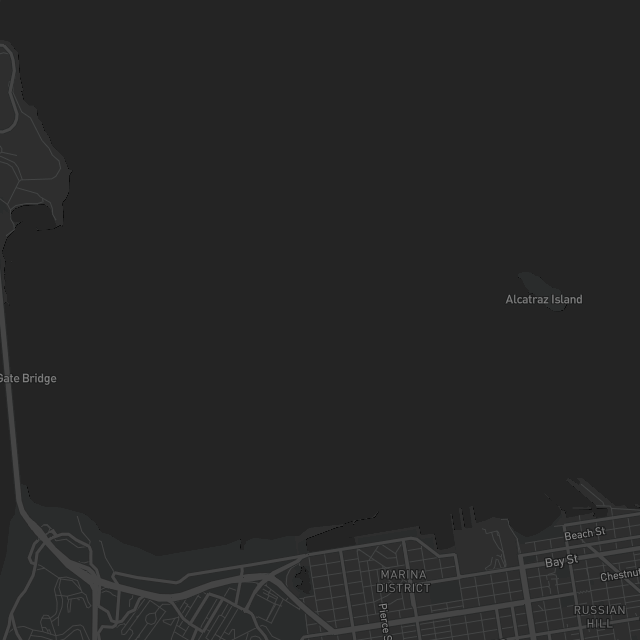 Alcatraz Island
Gate Bridge
Beach St
Bay St
Chestnut
MARINA
DISTRICT
Pierce S
RUSSIAN
HILL